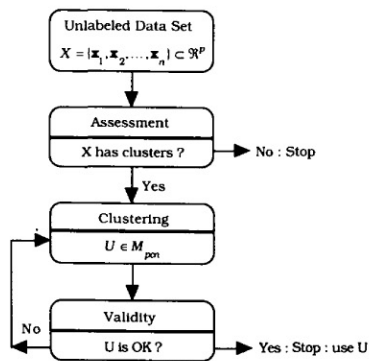 Unlabeled Data Set
X = {x₁, x₂, ..., xₙ} ⊂ ℜᵖ
Assessment
X has clusters ?
No : Stop
Yes
Clustering
U ∈ M pcn
Validity
U is OK ?
No
Yes : Stop : use U